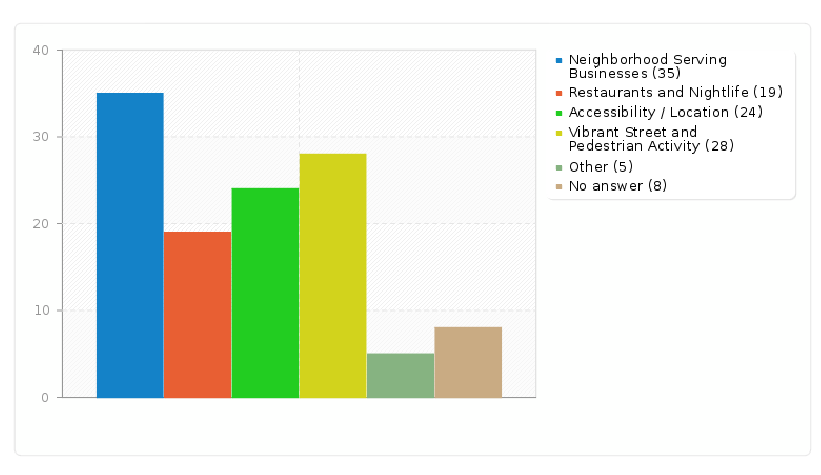 40
30
20
10
0
Neighborhood Serving
Businesses (35)
Restaurants and Nightlife (19)
Accessibility / Location (24)
Vibrant Street and
Pedestrian Activity (28)
Other (5)
No answer (8)